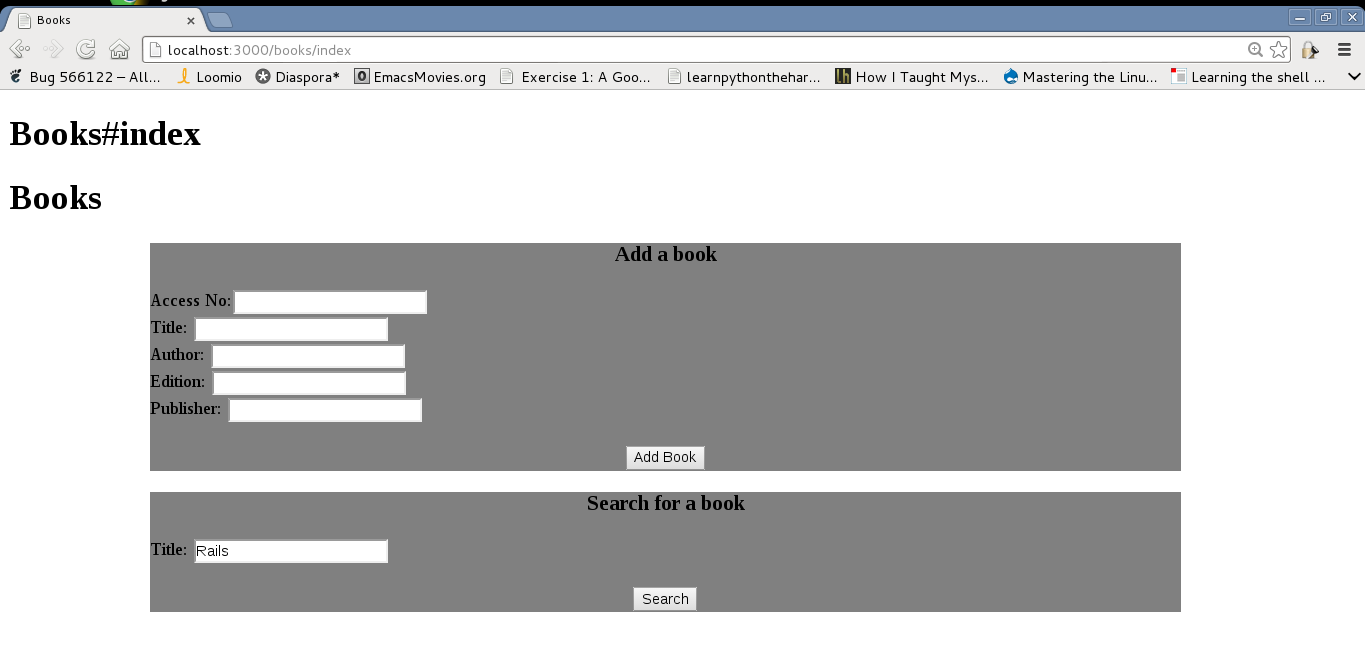 Books
localhost:3000/books/index
Bug 566122 – All... Loomio Diaspora* EmacsMovies.org Exercise 1: A Goo... learnpythonthehar... How I Taught Mys... Mastering the Linu... Learning the shell ...
Books#index
Books
Add a book
Access No:
Title:
Author:
Edition:
Publisher:
Add Book
Search for a book
Title: Rails
Search